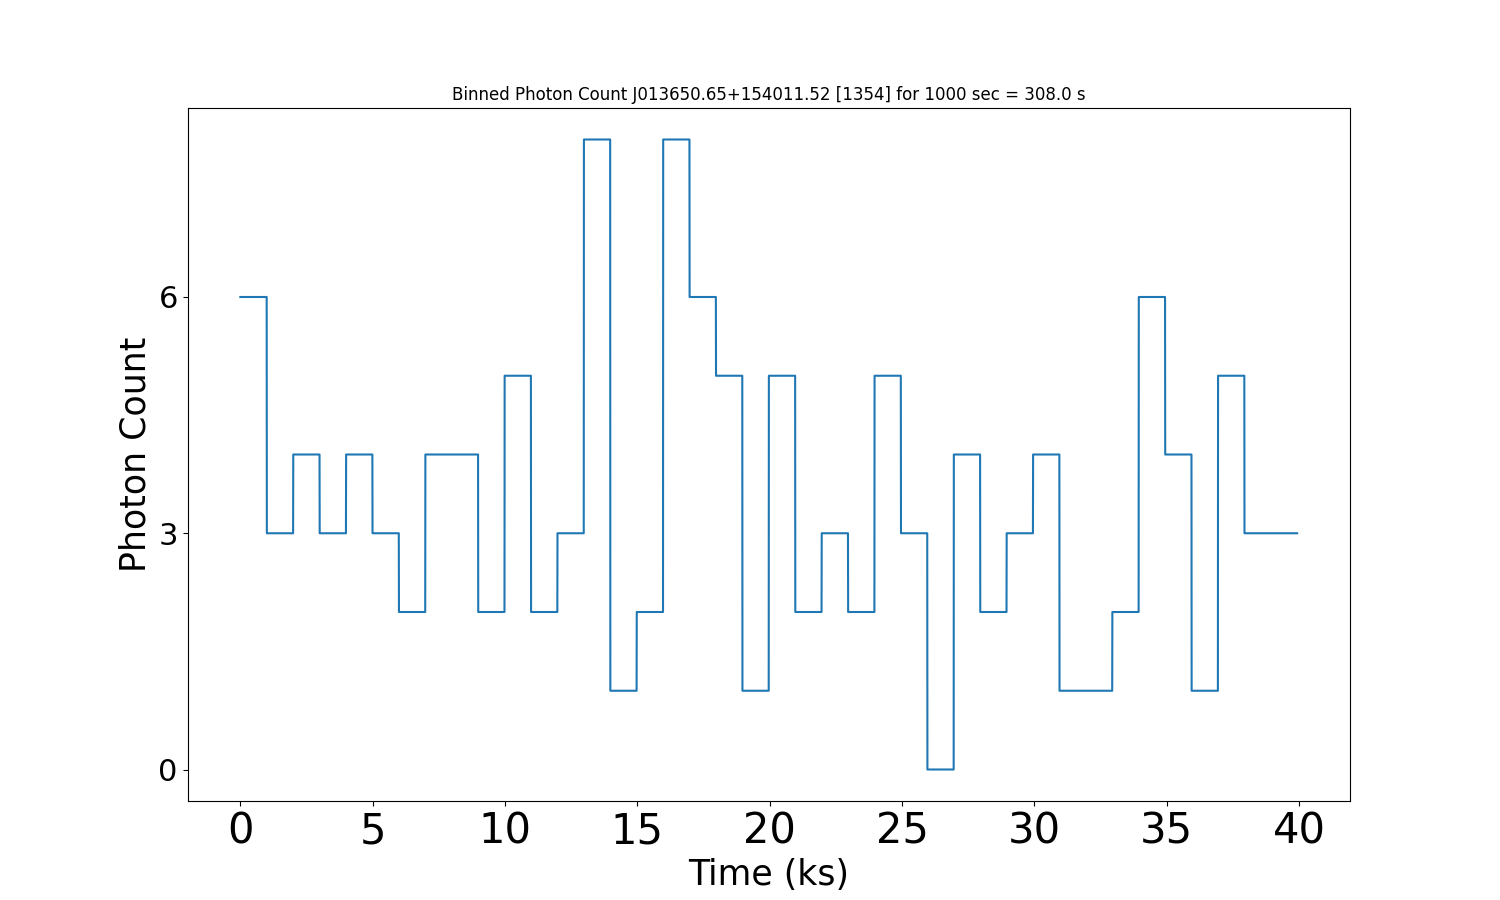 Binned Photon Count J013650.65+154011.52 [1354] for 1000 sec = 308.0 s
Photon Count
6
3
0
0 5 10 15 20 25 30 35 40
Time (ks)